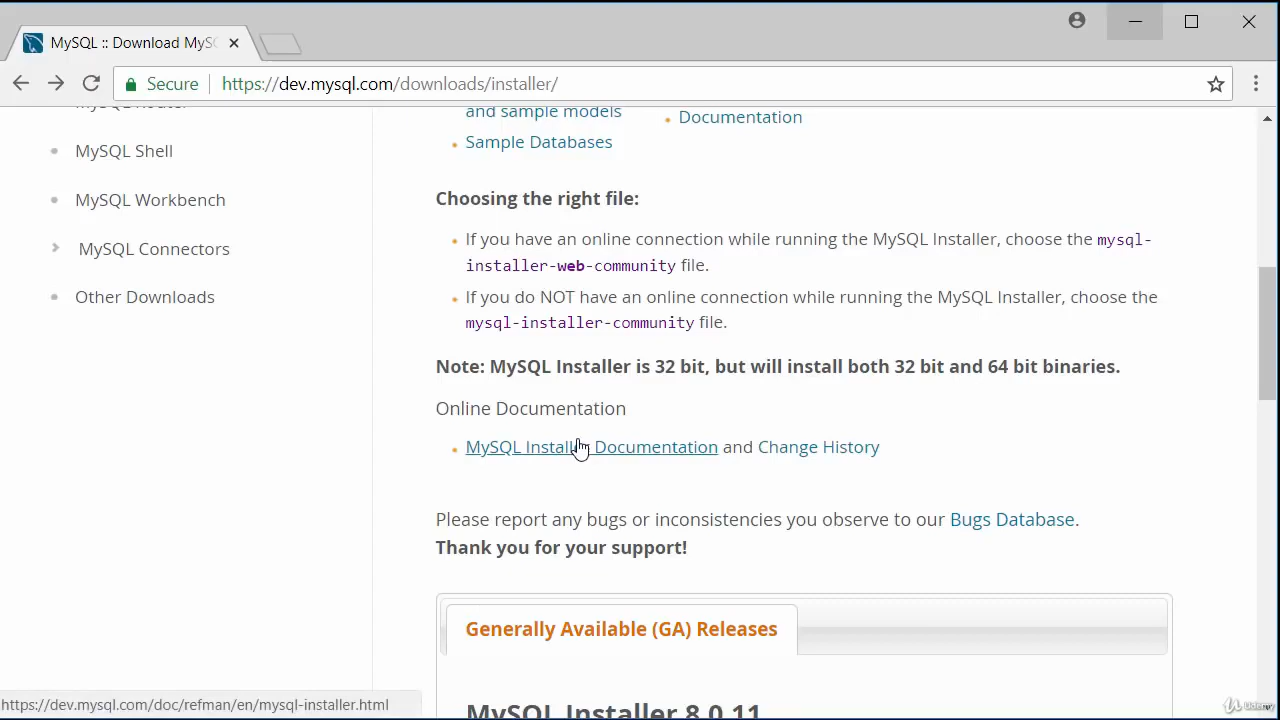 MySQL :: Download MyS
Secure
https://dev.mysql.com/downloads/installer/
MySQL Router
and sample models
Documentation
Sample Databases
MySQL Shell
MySQL Workbench
MySQL Connectors
Other Downloads
Choosing the right file:
If you have an online connection while running the MySQL Installer, choose the mysql-
installer-web-community file.
If you do NOT have an online connection while running the MySQL Installer, choose the
mysql-installer-community file.
Note: MySQL Installer is 32 bit, but will install both 32 bit and 64 bit binaries.
Online Documentation
MySQL Installer Documentation and Change History
Please report any bugs or inconsistencies you observe to our Bugs Database.
Thank you for your support!
Generally Available (GA) Releases
MySQL Installer 8.0.11
https://dev.mysql.com/doc/refman/en/mysql-installer.html
Udemy